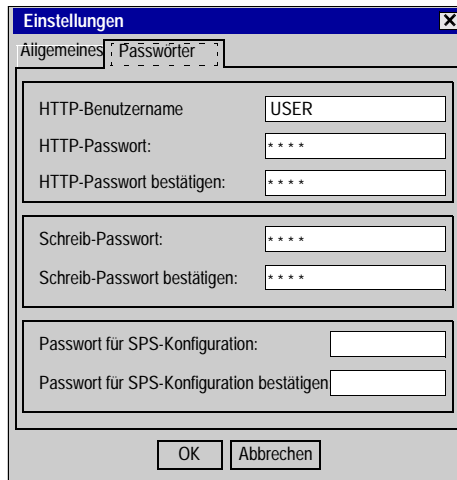 Einstellungen
Allgemeines Passwörter
HTTP-Benutzername USER
HTTP-Passwort: ****
HTTP-Passwort bestätigen: ****
Schreib-Passwort: ****
Schreib-Passwort bestätigen: ****
Passwort für SPS-Konfiguration:
Passwort für SPS-Konfiguration bestätigen
OK Abbrechen